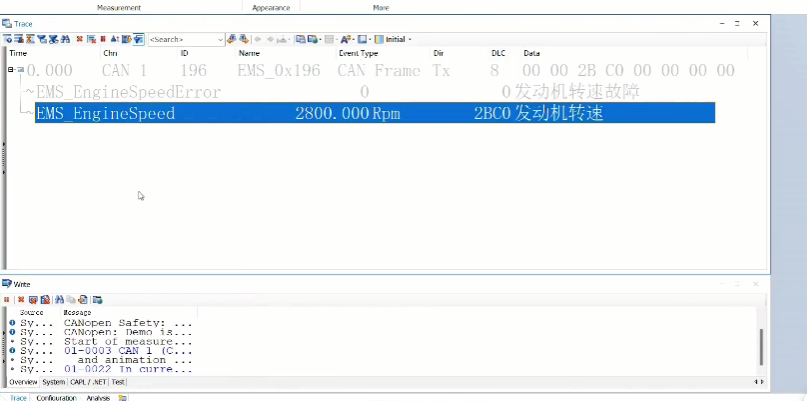 Measurement Appearance More
Trace
<Search> Initial
Time Chn ID Name Event Type Dir DLC Data
0.000 CAN 1 196 EMS_0x196 CAN Frame Tx 8 00 00 2B C0 00 00 00 00
EMS_EngineSpeedError 0 0 发动机转速故障
EMS_EngineSpeed 2800.000 Rpm 2BC0 发动机转速
Write
Source Message
Sy... CANopen Safety: ...
Sy... CANopen: Demo is...
Sy... Start of measure...
Sy... 01-0003 CAN 1 (C...
Sy... and animation ...
Sy... 01-0022 In curre...
Overview System CAPL / .NET Test
Trace Configuration Analysis